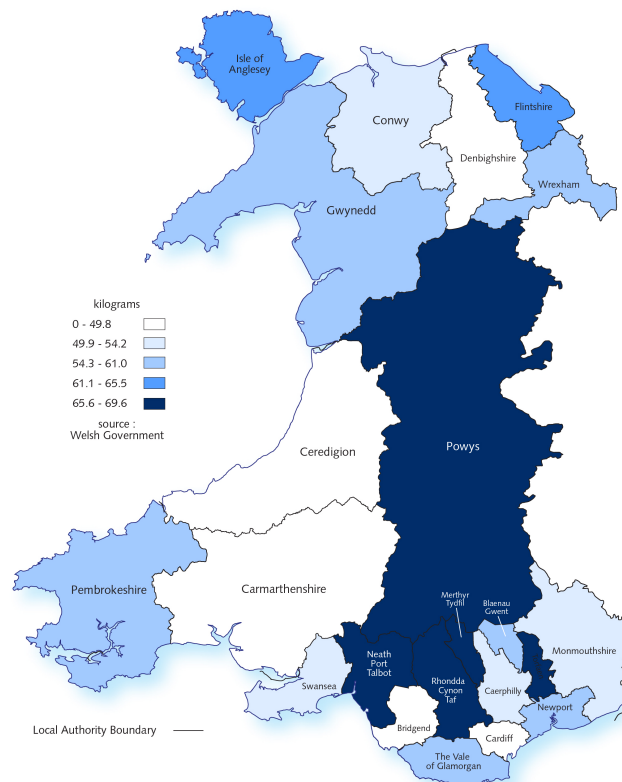 Isle of
Anglesey
Flintshire
Conwy
Denbighshire
Wrexham
Gwynedd
kilograms
0 - 49.8
49.9 - 54.2
54.3 - 61.0
61.1 - 65.5
65.6 - 69.6
source :
Welsh Government
Ceredigion
Powys
Pembrokeshire
Carmarthenshire
Merthyr
Tydfil
Blaenau
Gwent
Monmouthshire
Neath
Port
Talbot
Swansea
Rhondda
Cynon
Taf
Caerphilly
Newport
Bridgend
Cardiff
The Vale
of Glamorgan
Local Authority Boundary